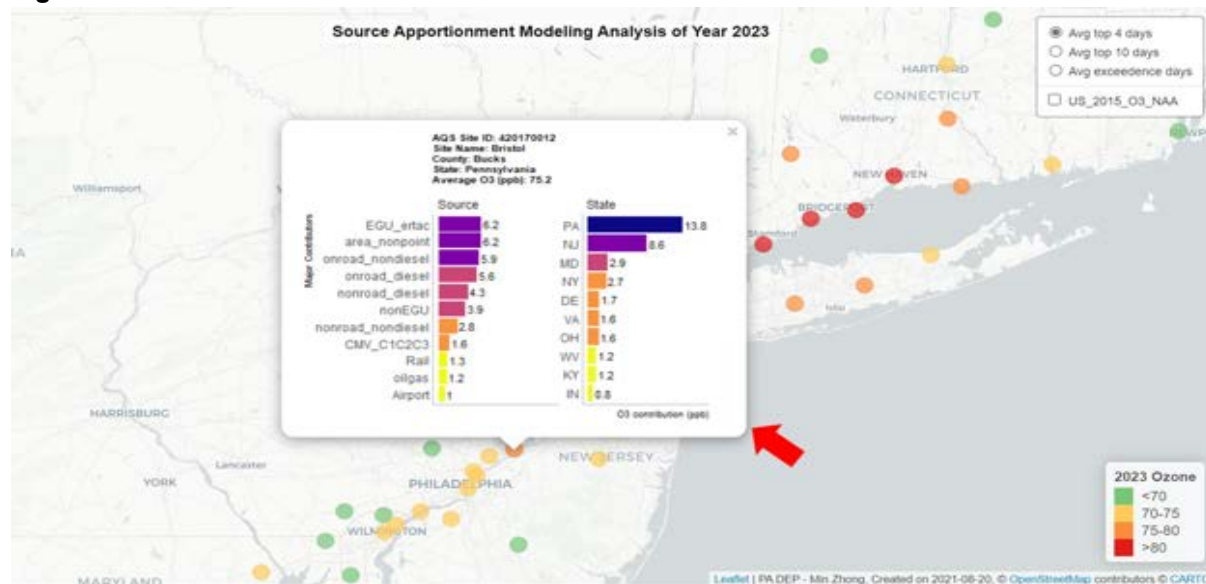 Source Apportionment Modeling Analysis of Year 2023
Avg top 4 days
Avg top 10 days
Avg exceedence days
US_2015_O3_NAA
HARTFORD
CONNECTICUT
Waterbury
NEW HAVEN
BRIDGEPORT
Stamford
Islip
Williamsport
AQS Site ID: 420170012
Site Name: Bristol
County: Bucks
State: Pennsylvania
Average O3 (ppb): 75.2
×
Major Contributors
Source
EGU_ertac 6.2
area_nonpoint 6.2
onroad_nondiesel 5.9
onroad_diesel 5.6
nonroad_diesel 4.3
nonEGU 3.9
nonroad_nondiesel 2.8
CMV_C1C2C3 1.6
Rail 1.3
oilgas 1.2
Airport 1
State
PA 13.8
NJ 8.6
MD 2.9
NY 2.7
DE 1.7
VA 1.6
OH 1.6
WV 1.2
KY 1.2
IN 0.8
O3 contribution (ppb)
HARRISBURG
Lancaster
YORK
PHILADELPHIA
NEW JERSEY
WILMINGTON
MARYLAND
2023 Ozone
<70
70-75
75-80
>80
Leaflet | PA DEP - Min Zhong, Created on 2021-08-20, © OpenStreetMap contributors © CARTO